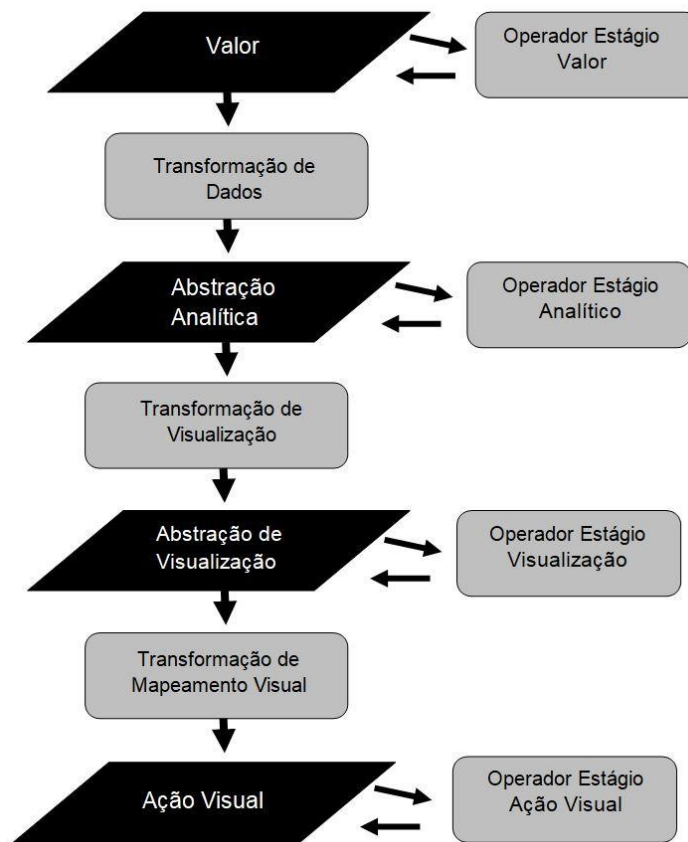 Valor
Operador Estágio
Valor
Transformação de
Dados
Abstração
Analítica
Operador Estágio
Analítico
Transformação de
Visualização
Abstração de
Visualização
Operador Estágio
Visualização
Transformação de
Mapeamento Visual
Ação Visual
Operador Estágio
Ação Visual